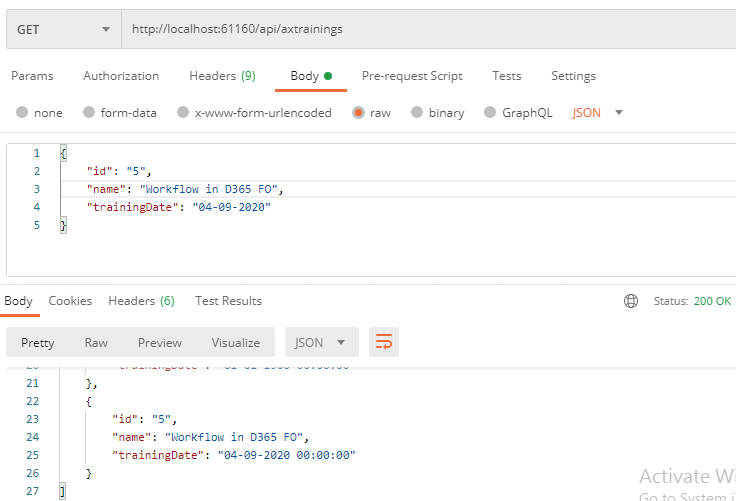 GET http://localhost:61160/api/axtrainings
Params Authorization Headers (9) Body Pre-request Script Tests Settings
none form-data x-www-form-urlencoded raw binary GraphQL JSON
1 {
2 "id": "5",
3 "name": "Workflow in D365 FO",
4 "trainingDate": "04-09-2020"
5 }
Body Cookies Headers (6) Test Results Status: 200 OK
Pretty Raw Preview Visualize JSON
21 },
22 {
23 "id": "5",
24 "name": "Workflow in D365 FO",
25 "trainingDate": "04-09-2020 00:00:00"
26 }
27 ]
Activate Wi
Go to System i